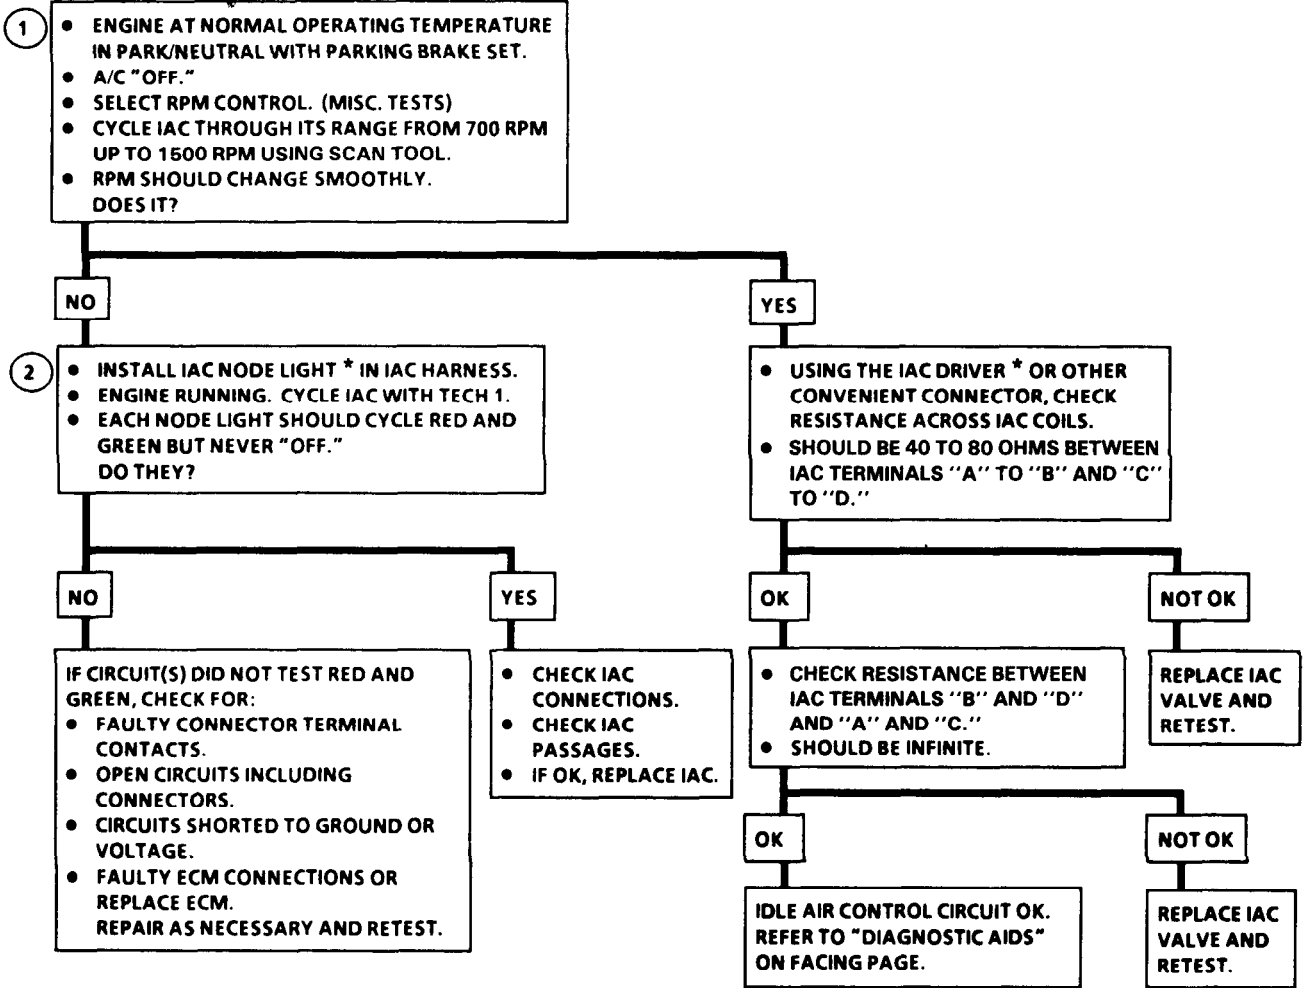 1
● ENGINE AT NORMAL OPERATING TEMPERATURE
IN PARK/NEUTRAL WITH PARKING BRAKE SET.
● A/C "OFF."
● SELECT RPM CONTROL. (MISC. TESTS)
● CYCLE IAC THROUGH ITS RANGE FROM 700 RPM
UP TO 1500 RPM USING SCAN TOOL.
● RPM SHOULD CHANGE SMOOTHLY.
DOES IT?
NO
YES
2
● INSTALL IAC NODE LIGHT * IN IAC HARNESS.
● ENGINE RUNNING. CYCLE IAC WITH TECH 1.
● EACH NODE LIGHT SHOULD CYCLE RED AND
GREEN BUT NEVER "OFF."
DO THEY?
● USING THE IAC DRIVER * OR OTHER
CONVENIENT CONNECTOR, CHECK
RESISTANCE ACROSS IAC COILS.
● SHOULD BE 40 TO 80 OHMS BETWEEN
IAC TERMINALS "A" TO "B" AND "C"
TO "D."
NO
YES
OK
NOT OK
IF CIRCUIT(S) DID NOT TEST RED AND
GREEN, CHECK FOR:
● FAULTY CONNECTOR TERMINAL
CONTACTS.
● OPEN CIRCUITS INCLUDING
CONNECTORS.
● CIRCUITS SHORTED TO GROUND OR
VOLTAGE.
● FAULTY ECM CONNECTIONS OR
REPLACE ECM.
REPAIR AS NECESSARY AND RETEST.
● CHECK IAC
CONNECTIONS.
● CHECK IAC
PASSAGES.
● IF OK, REPLACE IAC.
● CHECK RESISTANCE BETWEEN
IAC TERMINALS "B" AND "D"
AND "A" AND "C."
● SHOULD BE INFINITE.
REPLACE IAC
VALVE AND
RETEST.
OK
NOT OK
IDLE AIR CONTROL CIRCUIT OK.
REFER TO "DIAGNOSTIC AIDS"
ON FACING PAGE.
REPLACE IAC
VALVE AND
RETEST.